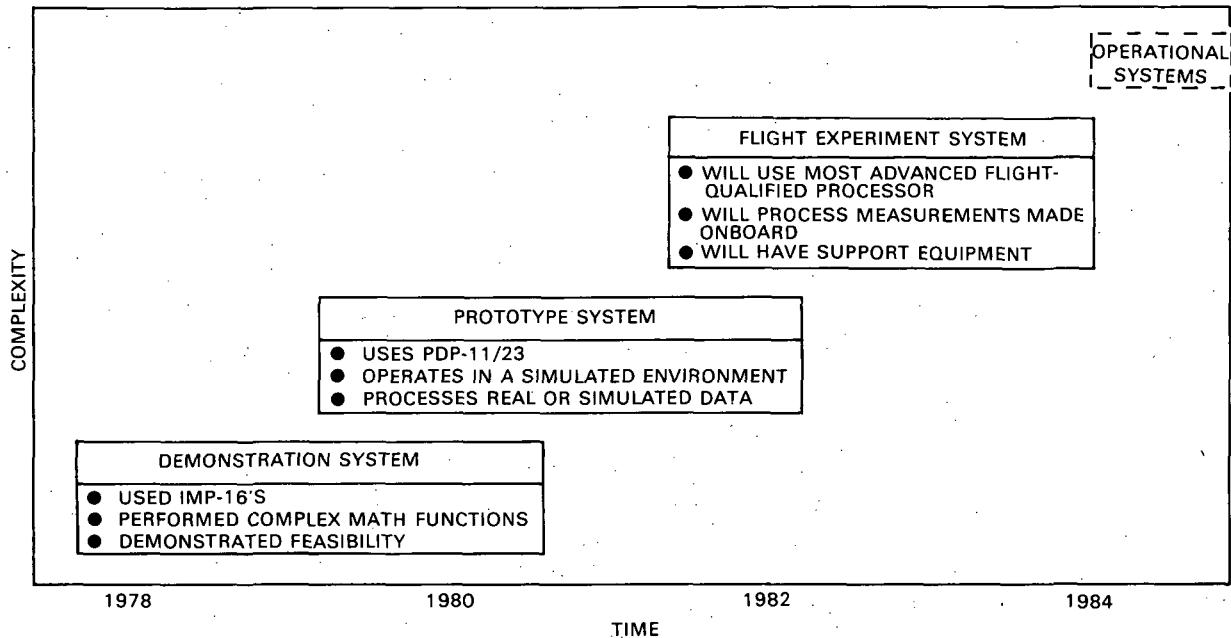 OPERATIONAL
SYSTEMS
FLIGHT EXPERIMENT SYSTEM
● WILL USE MOST ADVANCED FLIGHT-
QUALIFIED PROCESSOR
● WILL PROCESS MEASUREMENTS MADE
ONBOARD
● WILL HAVE SUPPORT EQUIPMENT
COMPLEXITY
PROTOTYPE SYSTEM
● USES PDP-11/23
● OPERATES IN A SIMULATED ENVIRONMENT
● PROCESSES REAL OR SIMULATED DATA
DEMONSTRATION SYSTEM
● USED IMP-16'S
● PERFORMED COMPLEX MATH FUNCTIONS
● DEMONSTRATED FEASIBILITY
1978 1980 1982 1984
TIME